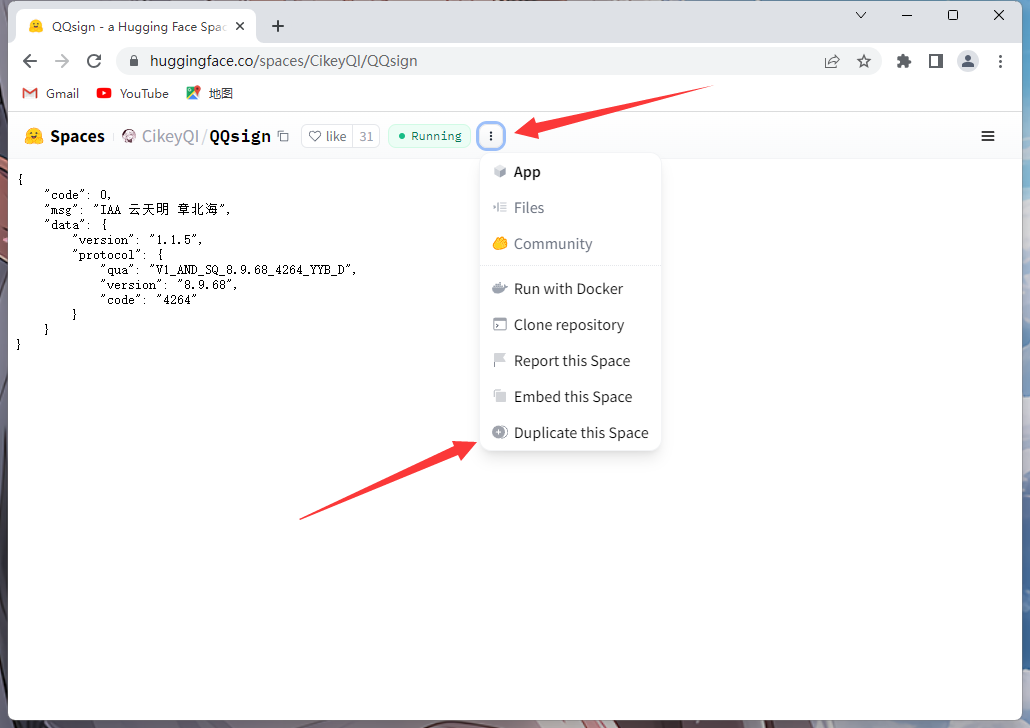 QQsign - a Hugging Face Spac
huggingface.co/spaces/CikeyQI/QQsign
Gmail YouTube 地图
Spaces CikeyQI/QQsign like 31 Running
App
Files
Community
Run with Docker
Clone repository
Report this Space
Embed this Space
Duplicate this Space
{
"code": 0,
"msg": "IAA 云天明 章北海",
"data": {
"version": "1.1.5",
"protocol": {
"qua": "V1_AND_SQ_8.9.68_4264_YYB_D",
"version": "8.9.68",
"code": "4264"
}
}
}